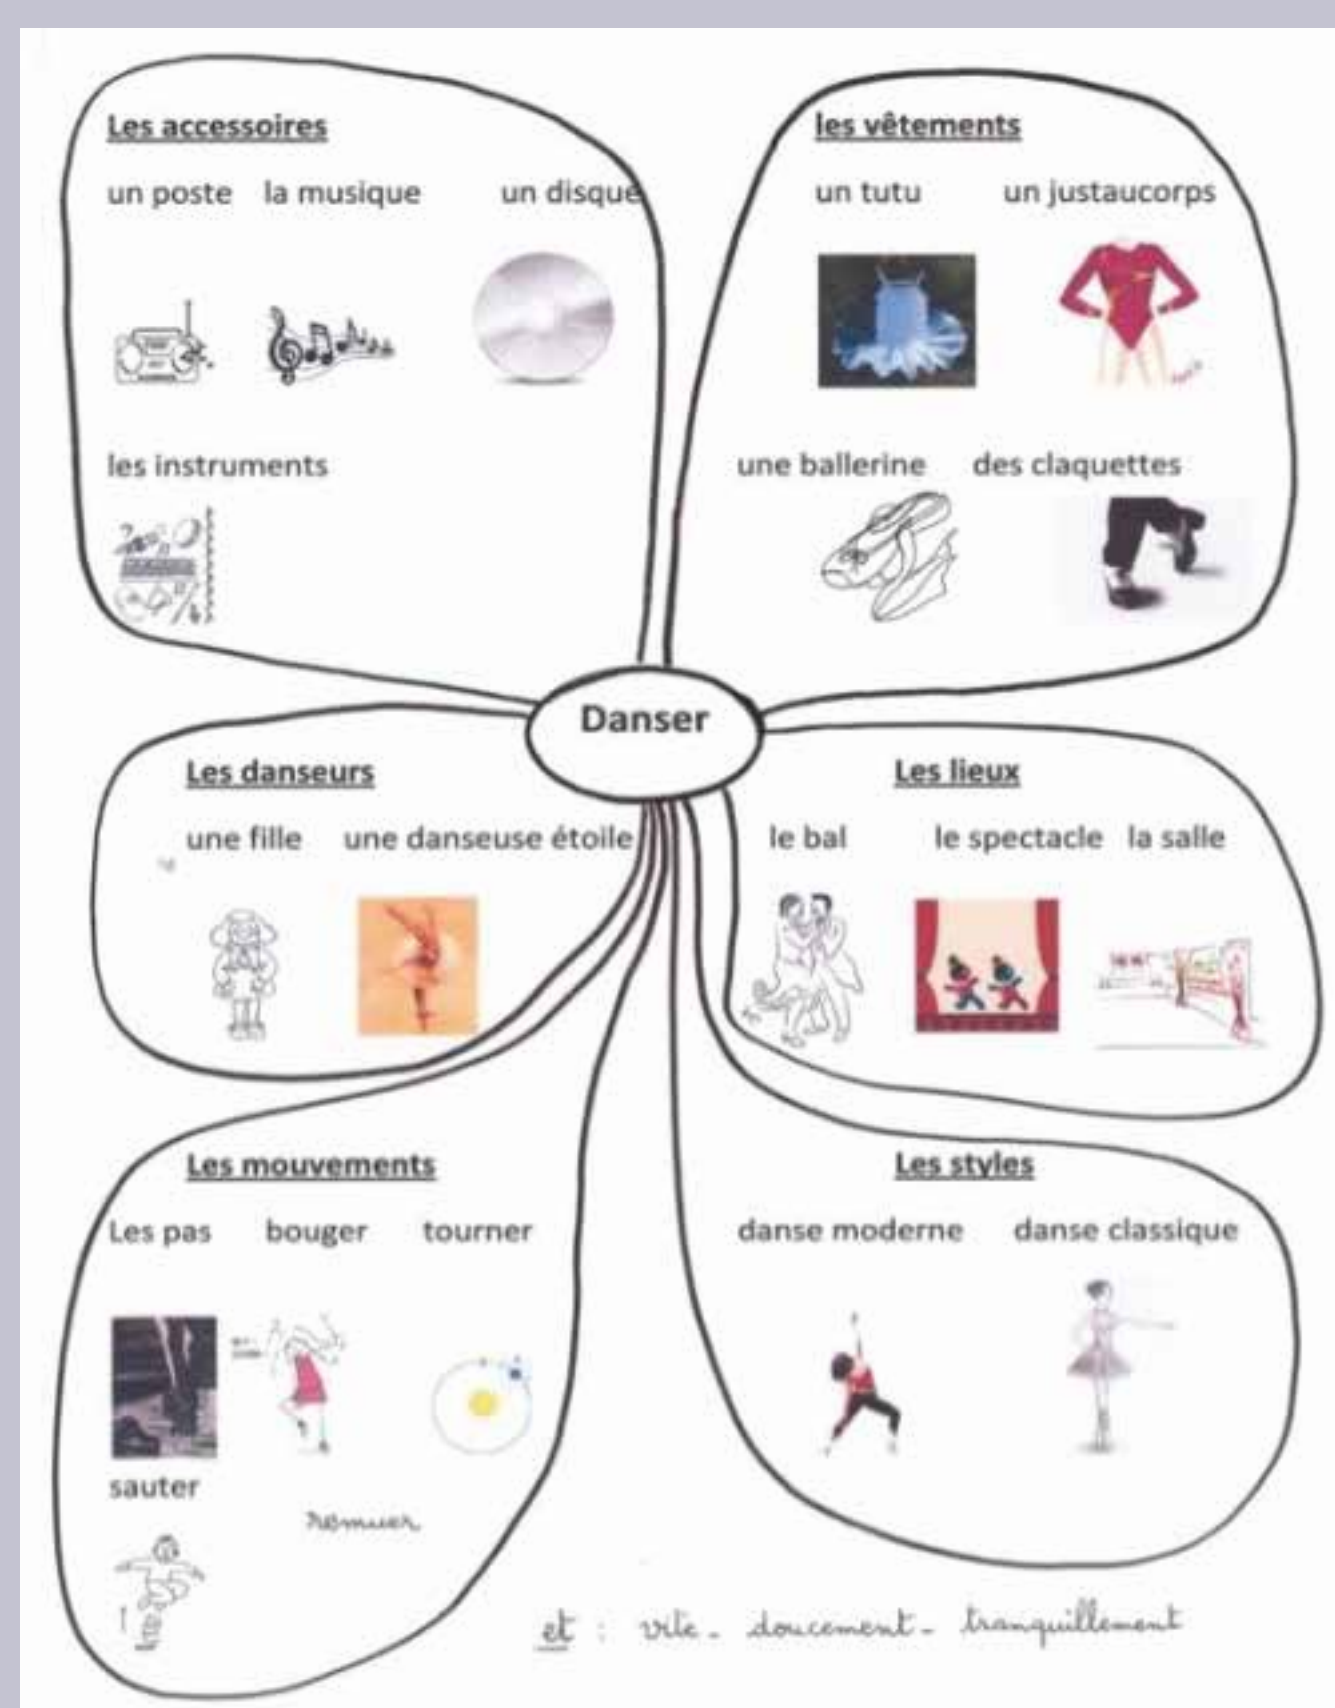 Les accessoires
un poste la musique un disque
les instruments
les vêtements
un tutu un justaucorps
une ballerine des claquettes
Danser
Les danseurs
une fille une danseuse étoile
Les lieux
le bal le spectacle la salle
Les mouvements
Les pas bouger tourner
sauter
remuer
Les styles
danse moderne danse classique
et : vite - doucement - tranquillement